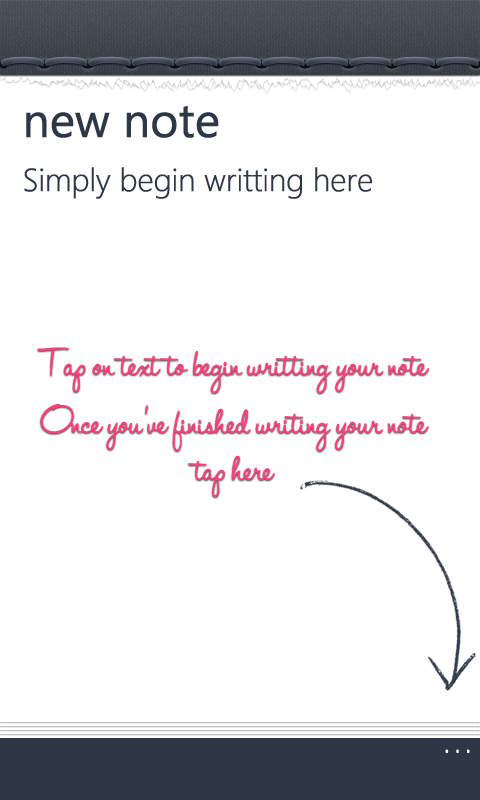 new note
Simply begin writting here
Tap on text to begin writting your note
Once you've finished writing your note
tap here